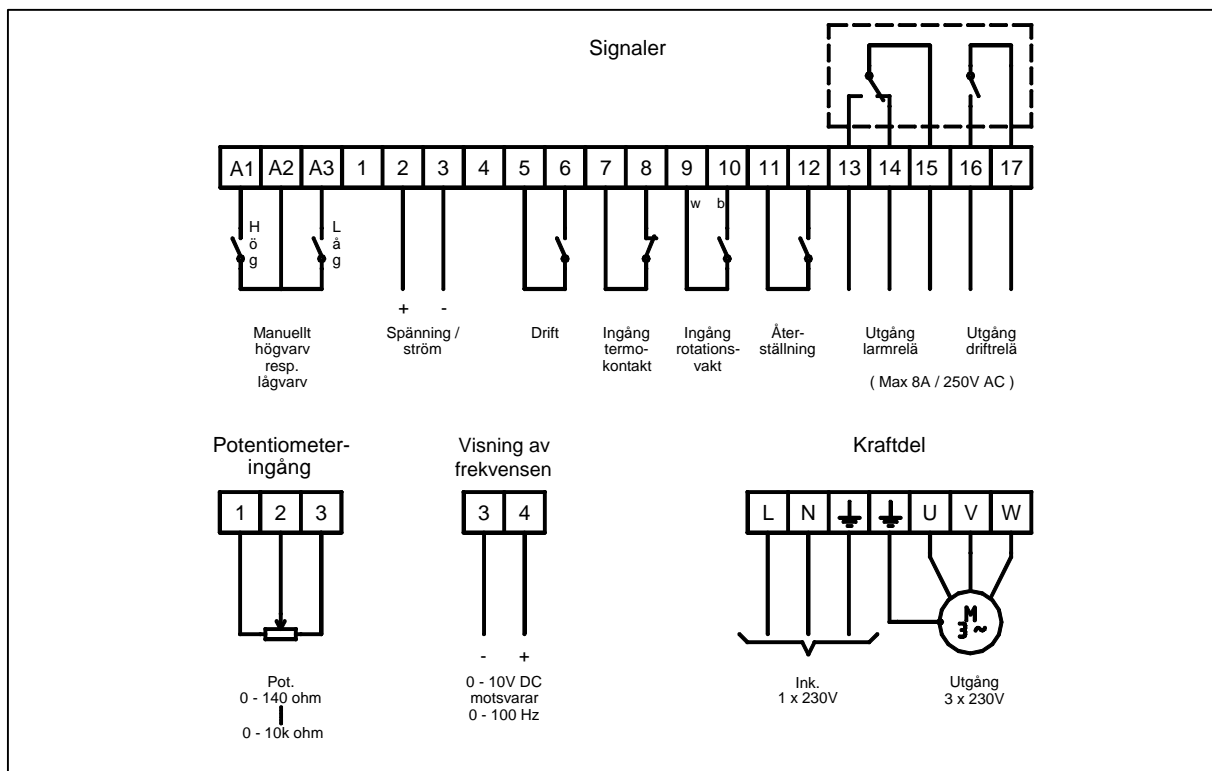 Signaler
A1 A2 A3 1 2 3 4 5 6 7 8 9 10 11 12 13 14 15 16 17
w b
Hög
Låg
+ -
Manuellt
högvarv
resp.
lågvarv
Spänning /
ström
Drift
Ingång
termo-
kontakt
Ingång
rotations-
vakt
Åter-
ställning
Utgång
larmrelä
Utgång
driftrelä
( Max 8A / 250V AC )
Potentiometer-
ingång
1 2 3
Pot.
0 - 140 ohm
0 - 10k ohm
Visning av
frekvensen
3 4
- +
0 - 10V DC
motsvarar
0 - 100 Hz
Kraftdel
L N U V W
M
3 ~
Ink.
1 x 230V
Utgång
3 x 230V